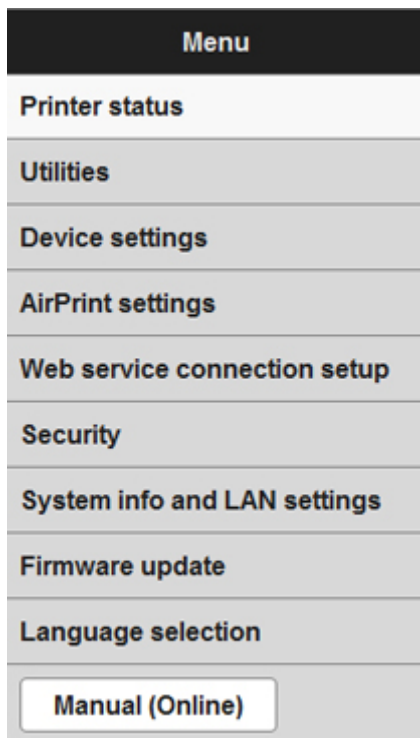 Menu
Printer status
Utilities
Device settings
AirPrint settings
Web service connection setup
Security
System info and LAN settings
Firmware update
Language selection
Manual (Online)